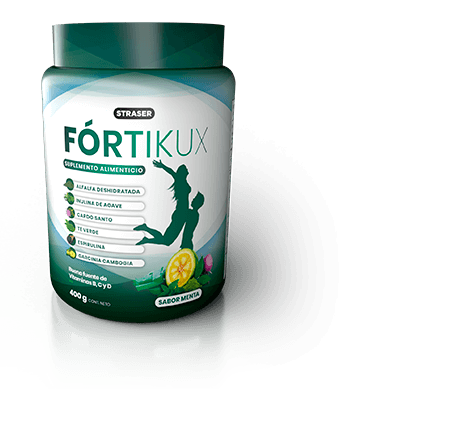 STRASER
FÓRTIKUX
SUPLEMENTO ALIMENTICIO
ALFALFA DESHIDRATADA
INULINA DE AGAVE
CARDO SANTO
TE VERDE
ESPIRULINA
GARCINIA CAMBOGIA
Buena fuente de
Vitaminas B, C y D
400 g CONT. NETO
SABOR MENTA